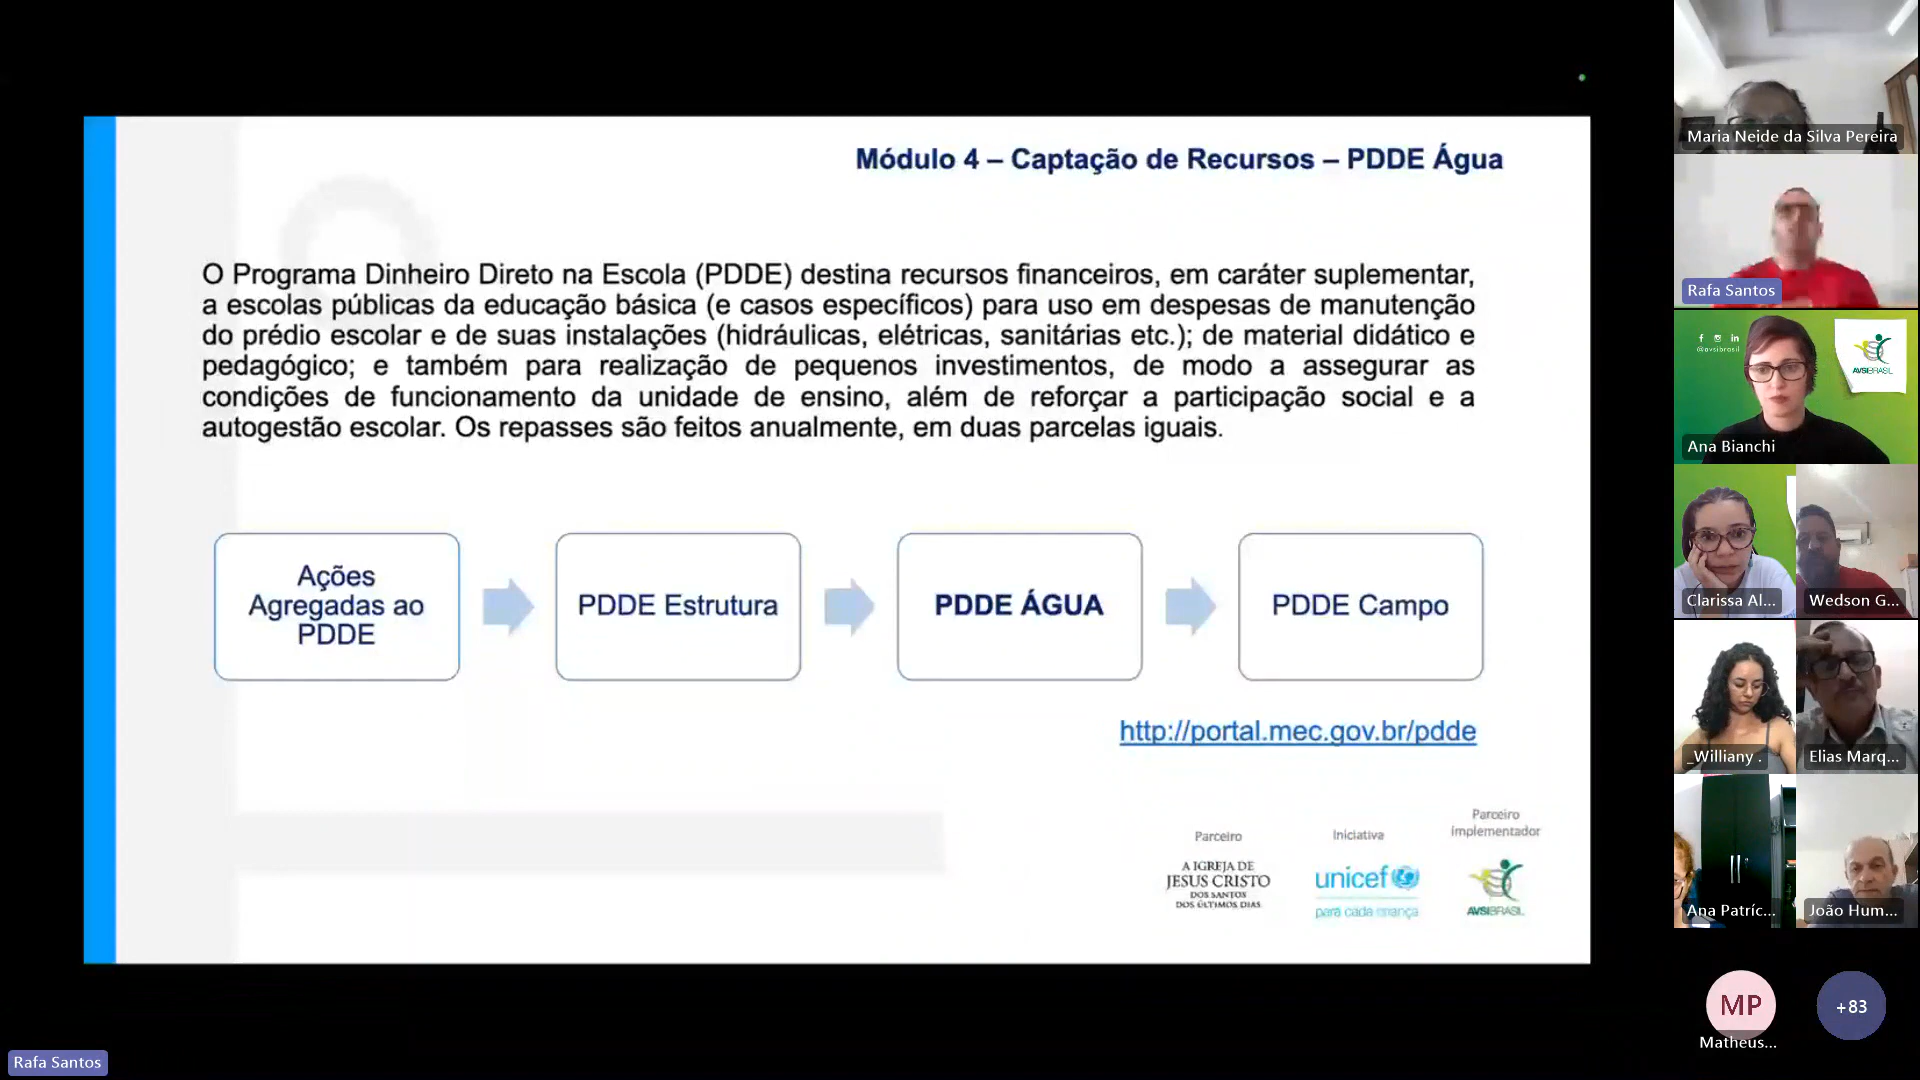 Módulo 4 – Captação de Recursos – PDDE Água
O Programa Dinheiro Direto na Escola (PDDE) destina recursos financeiros, em caráter suplementar,
a escolas públicas da educação básica (e casos específicos) para uso em despesas de manutenção
do prédio escolar e de suas instalações (hidráulicas, elétricas, sanitárias etc.); de material didático e
pedagógico; e também para realização de pequenos investimentos, de modo a assegurar as
condições de funcionamento da unidade de ensino, além de reforçar a participação social e a
autogestão escolar. Os repasses são feitos anualmente, em duas parcelas iguais.
Ações
Agregadas ao
PDDE
PDDE Estrutura
PDDE ÁGUA
PDDE Campo
http://portal.mec.gov.br/pdde
Parceiro
A IGREJA DE
JESUS CRISTO
DOS SANTOS
DOS ÚLTIMOS DIAS
Iniciativa
unicef
para cada criança
Parceiro
implementador
AVSIBRASIL
Maria Neide da Silva Pereira
Rafa Santos
@avsibrasil
AVSIBRASIL
Ana Bianchi
Clarissa Al...
Wedson G...
_Williany .
Elias Marq...
Ana Patríc...
João Hum...
MP
Matheus...
+83
Rafa Santos